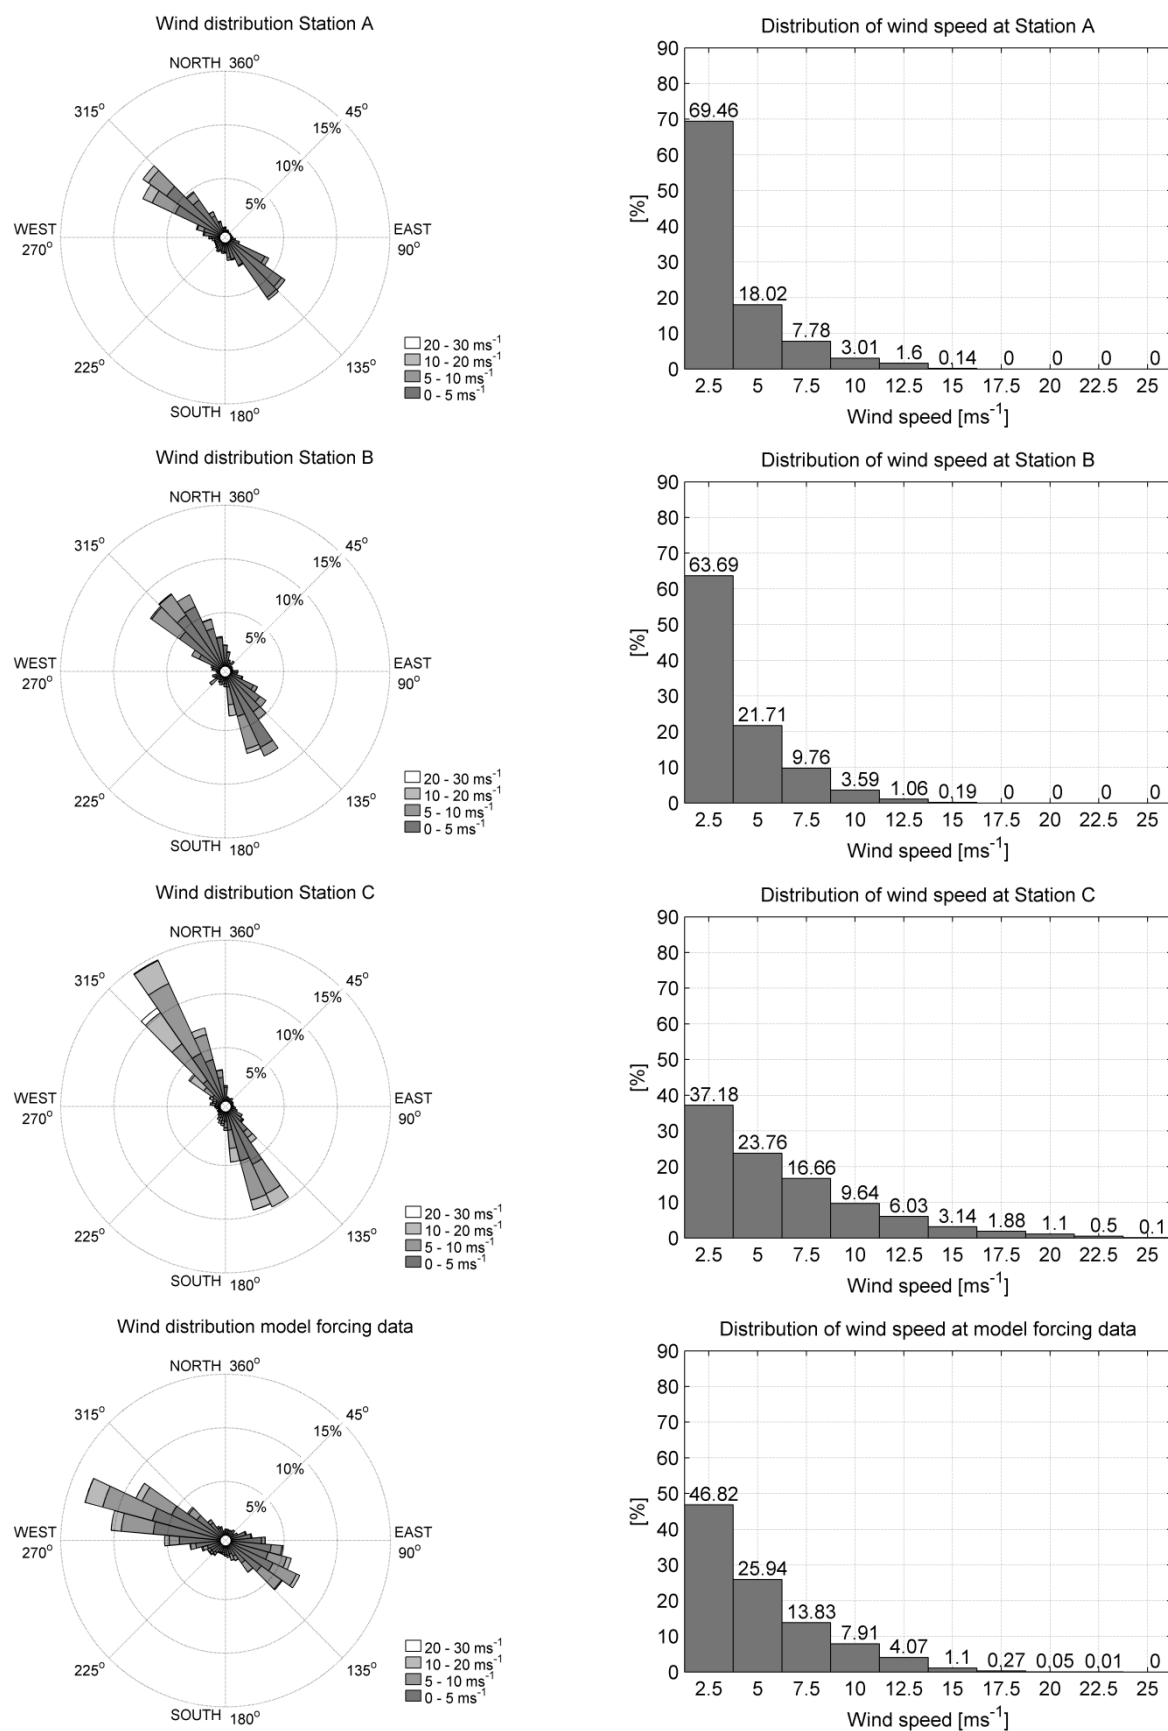 Wind distribution Station A
NORTH 360°
315°
45°
15%
10%
5%
WEST
270°
EAST
90°
225°
135°
SOUTH 180°
20 - 30 ms⁻¹
10 - 20 ms⁻¹
5 - 10 ms⁻¹
0 - 5 ms⁻¹
Distribution of wind speed at Station A
90
80
70
60
50
40
30
20
10
0
[%]
69.46
18.02
7.78
3.01
1.6
0.14
0
0
0
0
2.5 5 7.5 10 12.5 15 17.5 20 22.5 25
Wind speed [ms⁻¹]
Wind distribution Station B
NORTH 360°
315°
45°
15%
10%
5%
WEST
270°
EAST
90°
225°
135°
SOUTH 180°
20 - 30 ms⁻¹
10 - 20 ms⁻¹
5 - 10 ms⁻¹
0 - 5 ms⁻¹
Distribution of wind speed at Station B
90
80
70
60
50
40
30
20
10
0
[%]
63.69
21.71
9.76
3.59
1.06
0.19
0
0
0
0
2.5 5 7.5 10 12.5 15 17.5 20 22.5 25
Wind speed [ms⁻¹]
Wind distribution Station C
NORTH 360°
315°
45°
15%
10%
5%
WEST
270°
EAST
90°
225°
135°
SOUTH 180°
20 - 30 ms⁻¹
10 - 20 ms⁻¹
5 - 10 ms⁻¹
0 - 5 ms⁻¹
Distribution of wind speed at Station C
90
80
70
60
50
40
30
20
10
0
[%]
37.18
23.76
16.66
9.64
6.03
3.14
1.88
1.1
0.5
0.1
2.5 5 7.5 10 12.5 15 17.5 20 22.5 25
Wind speed [ms⁻¹]
Wind distribution model forcing data
NORTH 360°
315°
45°
15%
10%
5%
WEST
270°
EAST
90°
225°
135°
SOUTH 180°
20 - 30 ms⁻¹
10 - 20 ms⁻¹
5 - 10 ms⁻¹
0 - 5 ms⁻¹
Distribution of wind speed at model forcing data
90
80
70
60
50
40
30
20
10
0
[%]
46.82
25.94
13.83
7.91
4.07
1.1
0.27
0.05
0.01
0
2.5 5 7.5 10 12.5 15 17.5 20 22.5 25
Wind speed [ms⁻¹]